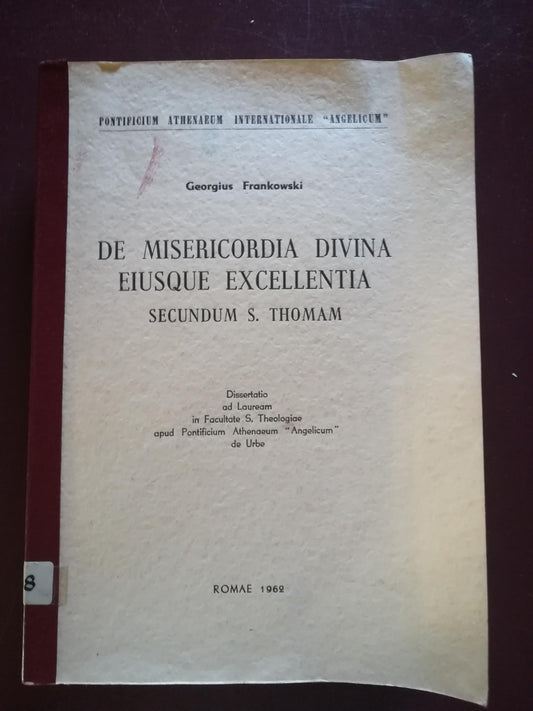 PONTIFICIUM ATHENAEUM INTERNATIONALE "ANGELICUM"
Georgius Frankowski
DE MISERICORDIA DIVINA
EIUSQUE EXCELLENTIA
SECUNDUM S. THOMAM
Dissertatio
ad Lauream
in Facultate S. Theologiae
apud Pontificium Athenaeum "Angelicum"
de Urbe
8
ROMAE 1962